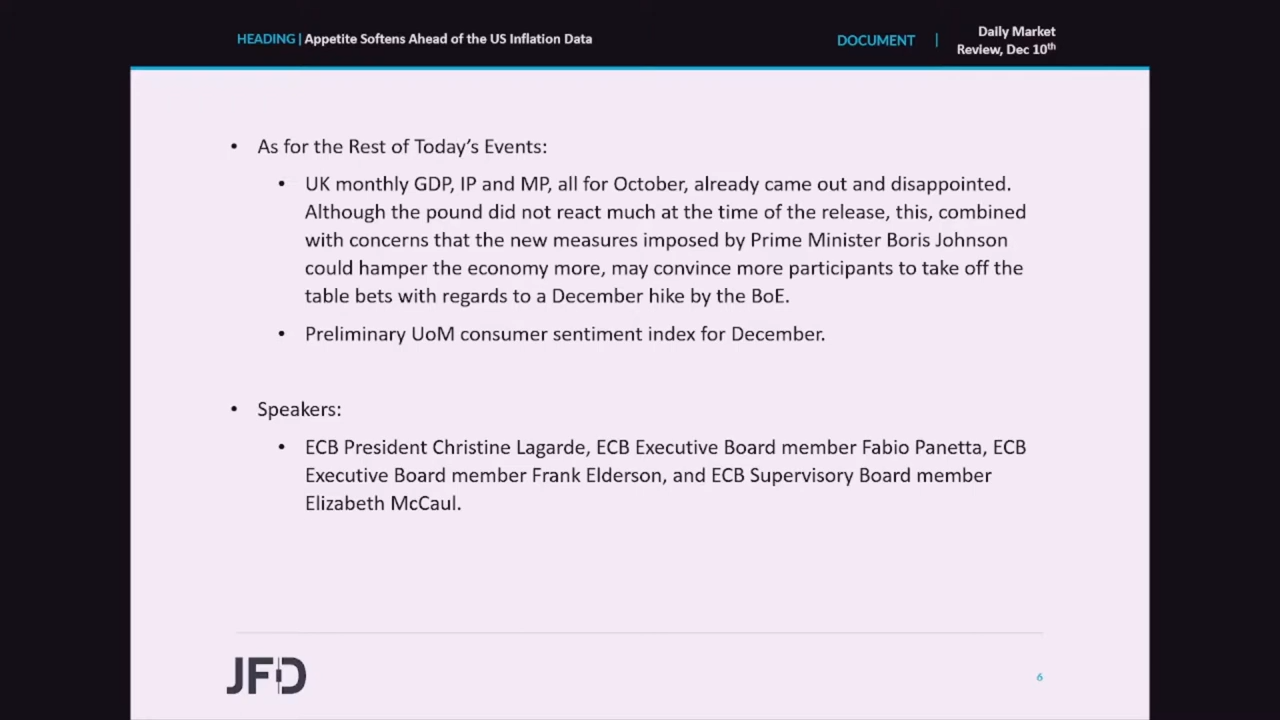 HEADING | Appetite Softens Ahead of the US Inflation Data
DOCUMENT | Daily Market
Review, Dec 10th
• As for the Rest of Today's Events:
• UK monthly GDP, IP and MP, all for October, already came out and disappointed.
Although the pound did not react much at the time of the release, this, combined
with concerns that the new measures imposed by Prime Minister Boris Johnson
could hamper the economy more, may convince more participants to take off the
table bets with regards to a December hike by the BoE.
• Preliminary UoM consumer sentiment index for December.
• Speakers:
• ECB President Christine Lagarde, ECB Executive Board member Fabio Panetta, ECB
Executive Board member Frank Elderson, and ECB Supervisory Board member
Elizabeth McCaul.
JFD
6